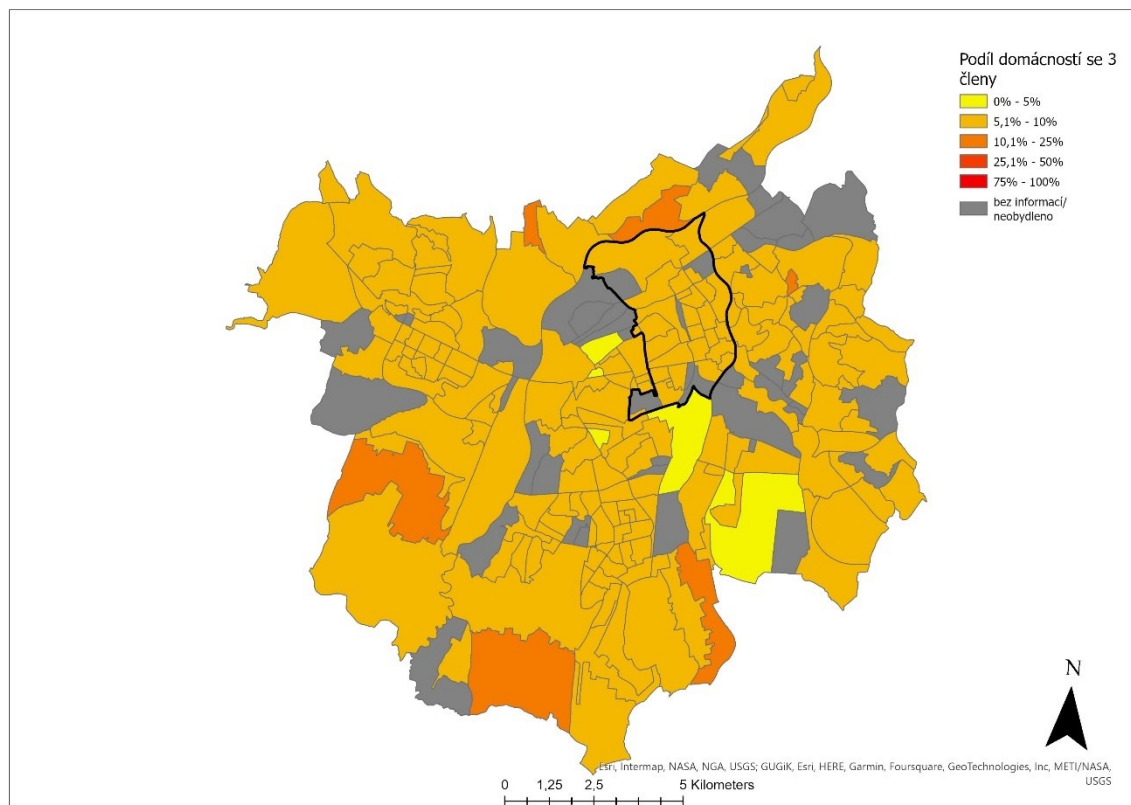 Podíl domácností se 3
členy
0% - 5%
5,1% - 10%
10,1% - 25%
25,1% - 50%
75% - 100%
bez informací/
neobydleno
N
Esri, Intermap, NASA, NGA, USGS; GUGiK, Esri, HERE, Garmin, Foursquare, GeoTechnologies, Inc, METI/NASA,
USGS
0 1,25 2,5 5 Kilometers